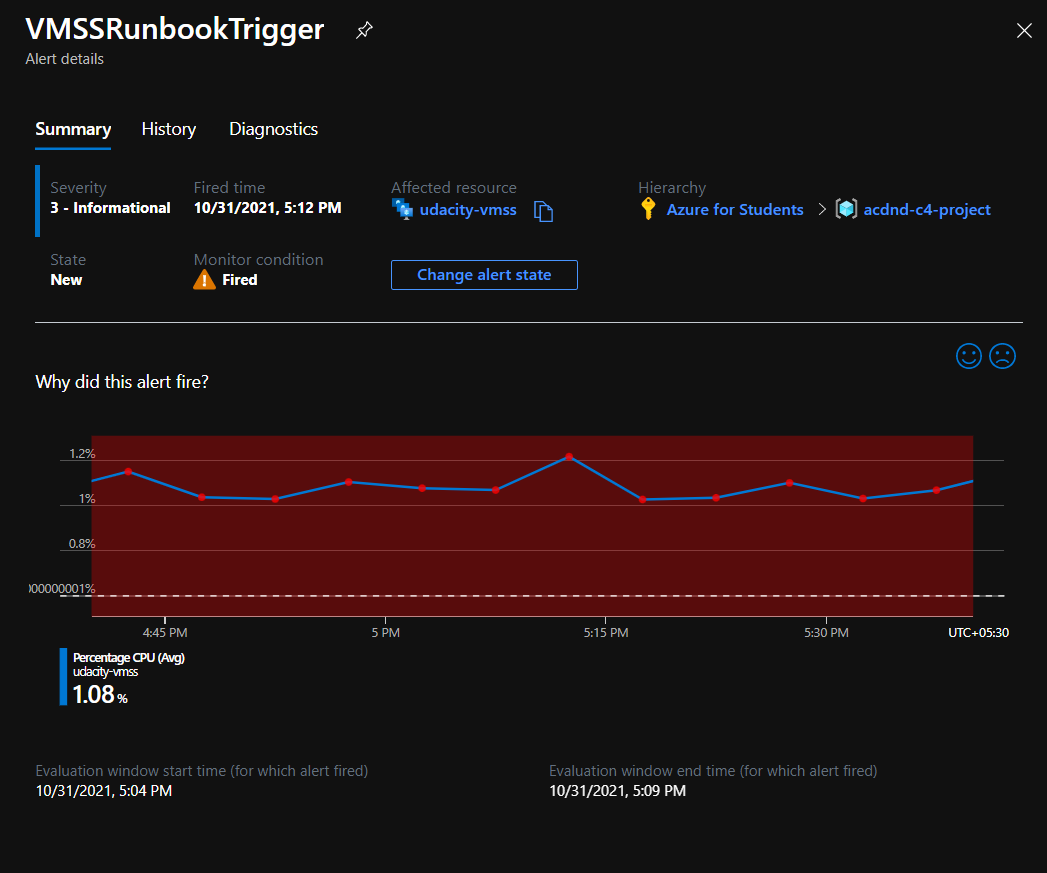 VMSSRunbookTrigger
Alert details
Summary History Diagnostics
Severity Fired time Affected resource Hierarchy
3 - Informational 10/31/2021, 5:12 PM udacity-vmss Azure for Students > acdnd-c4-project
State Monitor condition
New Fired Change alert state
Why did this alert fire?
1.2%
1%
0.8%
000000001%
4:45 PM 5 PM 5:15 PM 5:30 PM UTC+05:30
Percentage CPU (Avg)
udacity-vmss
1.08 %
Evaluation window start time (for which alert fired) Evaluation window end time (for which alert fired)
10/31/2021, 5:04 PM 10/31/2021, 5:09 PM